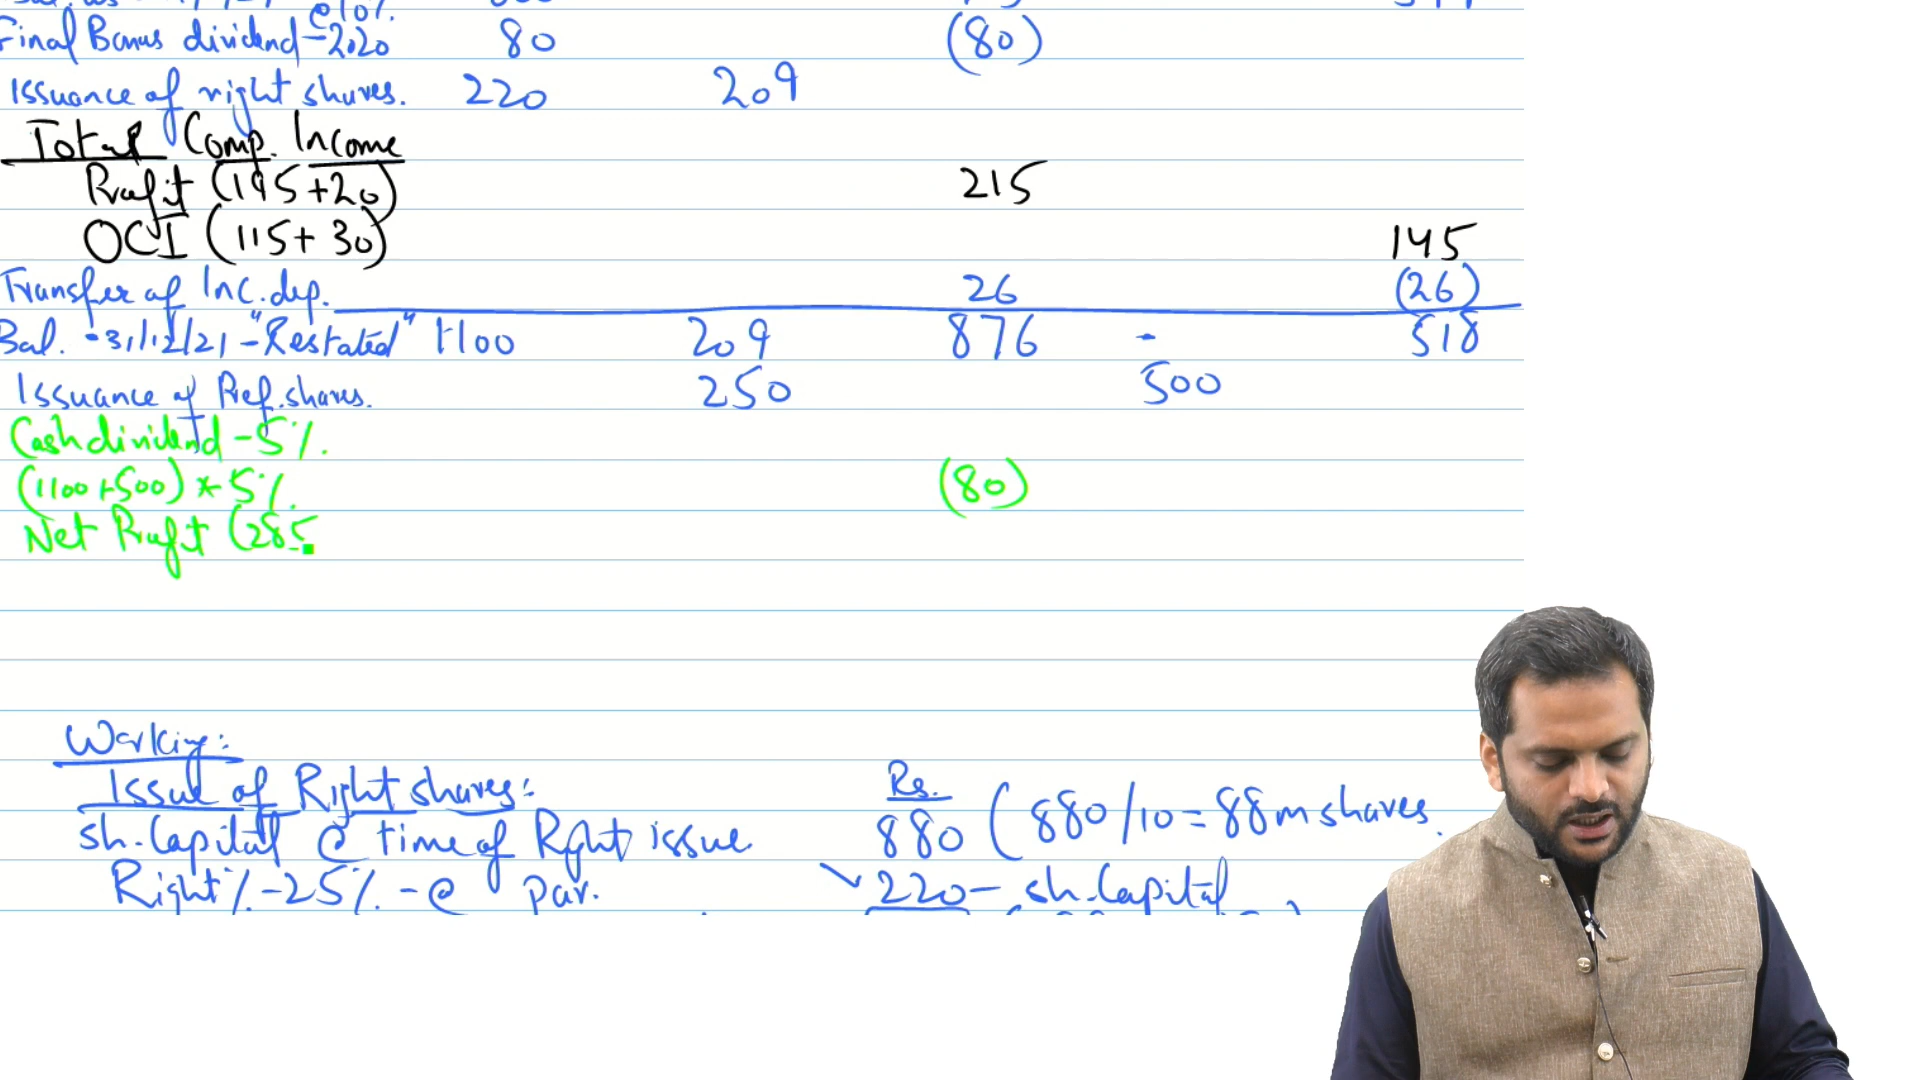 @10%.
Final Bonus dividend-2020 80 (80)
Issuance of right shares. 220 209
Total Comp. Income
Profit (195+20) 215
OCI (115+30) 145
Transfer of Inc. dep. 26 (26)
Bal. -31/12/21-"Restated" 1100 209 876 - 518
Issuance of Pref. shares. 250 500
Cash dividend -5%.
(1100+500)*5%. (80)
Net Profit (285
Working:
Issue of Right shares: Rs.
sh. Capital @ time of Right issue 880 (880/10=88m shares.
Right%-25%.-@ par. 220- sh. Capital